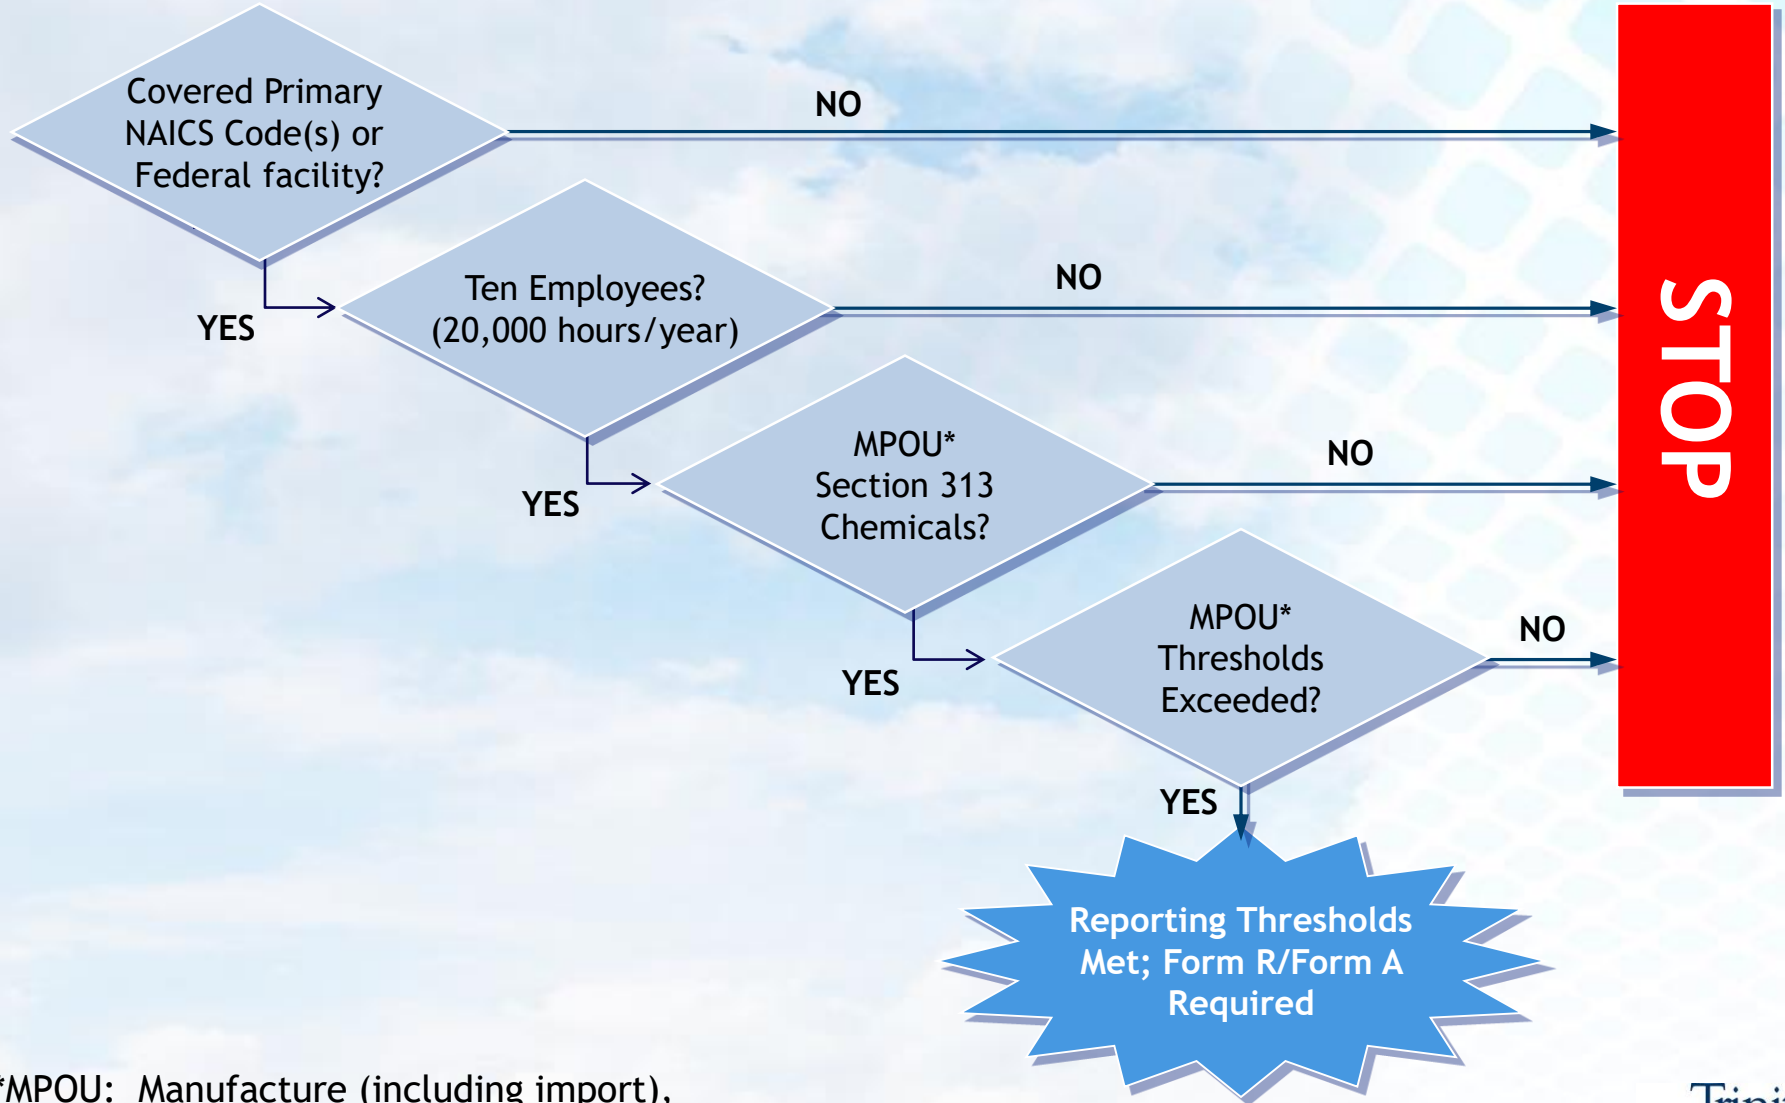 Covered Primary
NAICS Code(s) or
Federal facility?
NO
YES
Ten Employees?
(20,000 hours/year)
NO
YES
MPOU*
Section 313
Chemicals?
NO
YES
MPOU*
Thresholds
Exceeded?
NO
YES
STOP
Reporting Thresholds
Met; Form R/Form A
Required
*MPOU: Manufacture (including import),